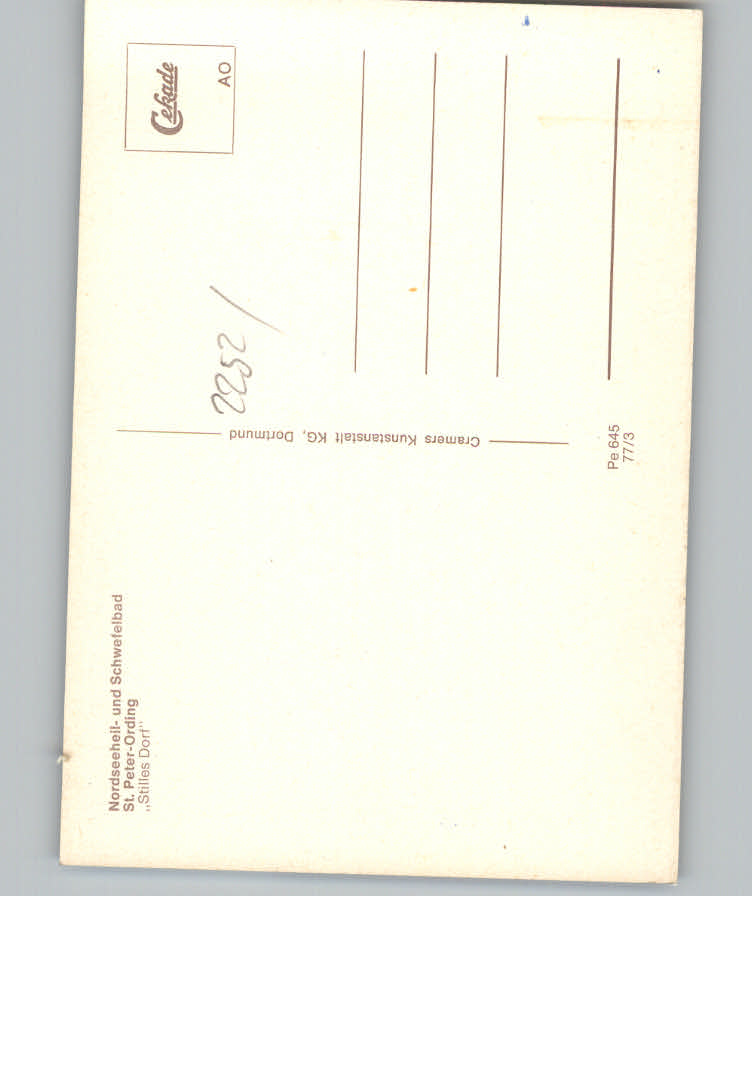 Nordseeheil- und Schwefelbad
St. Peter-Ording
„Stilles Dorf"
Cramers Kunstanstalt KG, Dortmund
Cekade
AO
2252/
Pe 645
77/3